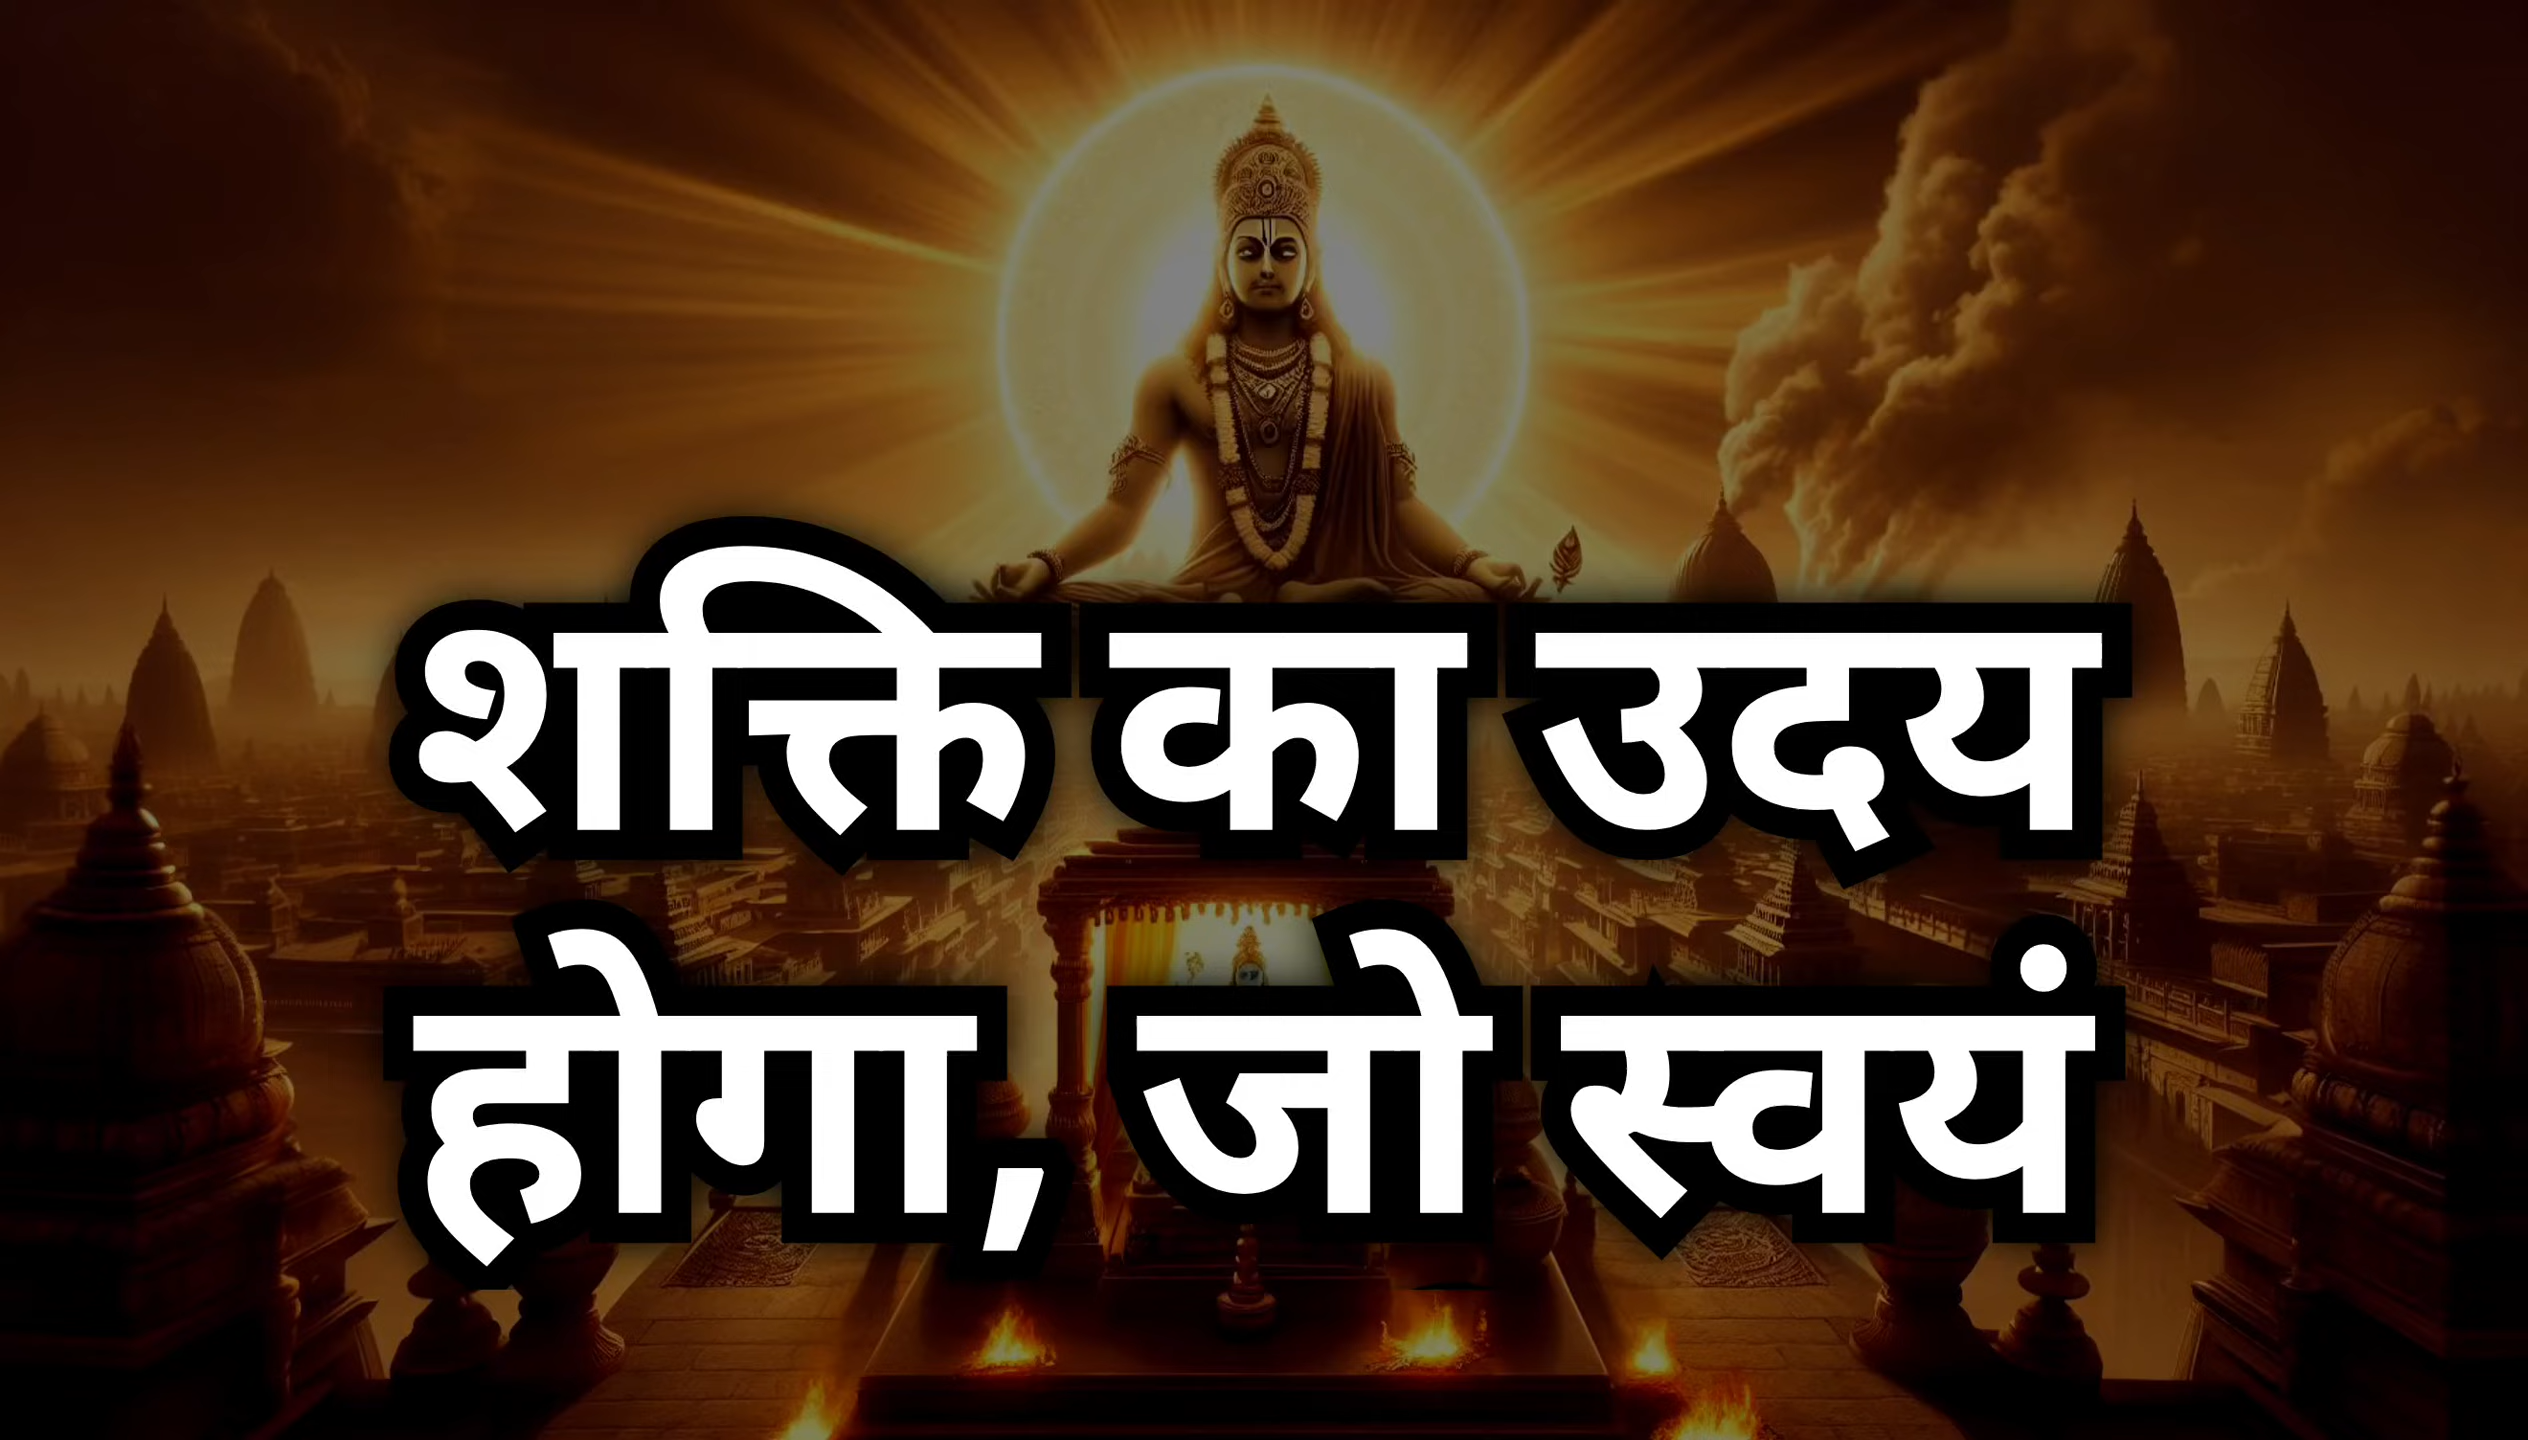 शक्ति का उदय
होगा, जो स्वयं